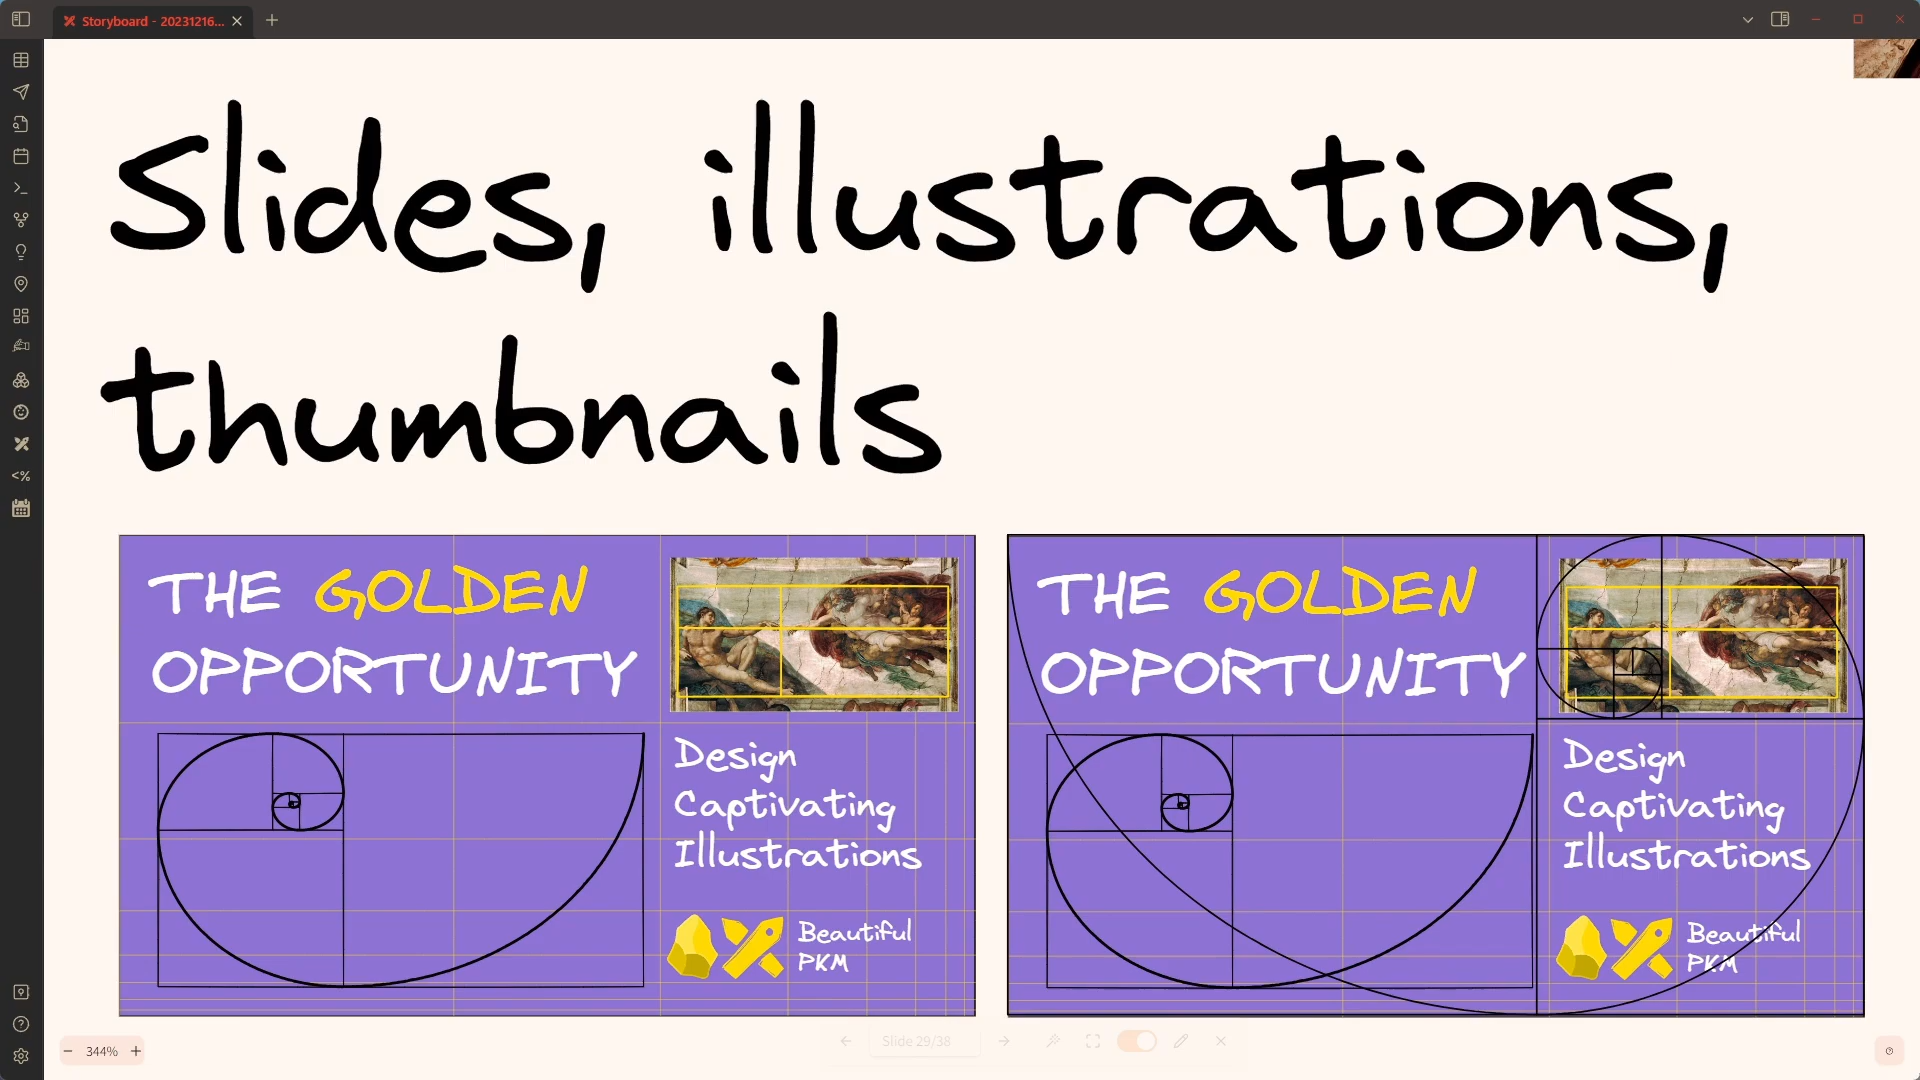 Storyboard - 20231216...
Slides, illustrations,
thumbnails
THE GOLDEN
OPPORTUNITY
Design
Captivating
Illustrations
Beautiful
PKM
THE GOLDEN
OPPORTUNITY
Design
Captivating
Illustrations
Beautiful
PKM
<%
344%
Slide 29/38